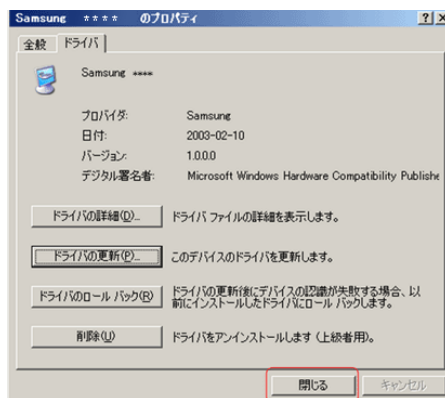 Samsung **** のプロパティ
全般 ドライバ
Samsung ****
プロバイダ: Samsung
日付: 2003-02-10
バージョン: 1.0.0.0
デジタル署名者: Microsoft Windows Hardware Compatibility Publishe
ドライバの詳細(D)... ドライバ ファイルの詳細を表示します。
ドライバの更新(P)... このデバイスのドライバを更新します。
ドライバのロール バック(R) ドライバの更新後にデバイスの認識が失敗する場合、以
前にインストールしたドライバにロール バックします。
削除(U) ドライバをアンインストールします (上級者用)。
閉じる キャンセル